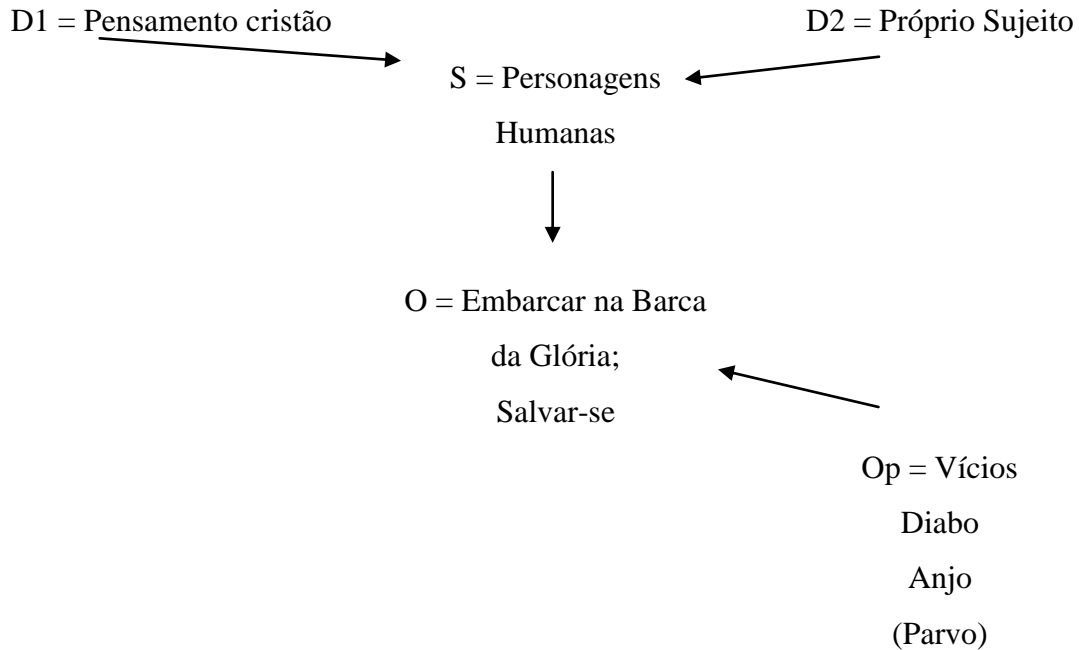 D1 = Pensamento cristão
D2 = Próprio Sujeito
S = Personagens
Humanas
O = Embarcar na Barca
da Glória;
Salvar-se
Op = Vícios
Diabo
Anjo
(Parvo)